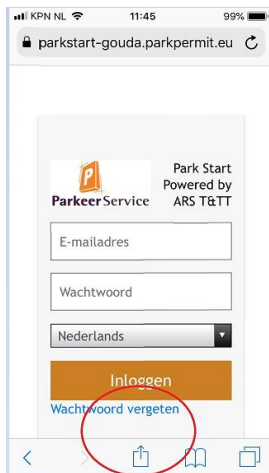 KPN NL 11:45 99%
parkstart-gouda.parkpermit.eu
P
Park Start
Powered by
ParkeerService ARS T&TT
E-mailadres
Wachtwoord
Nederlands
Inloggen
Wachtwoord vergeten